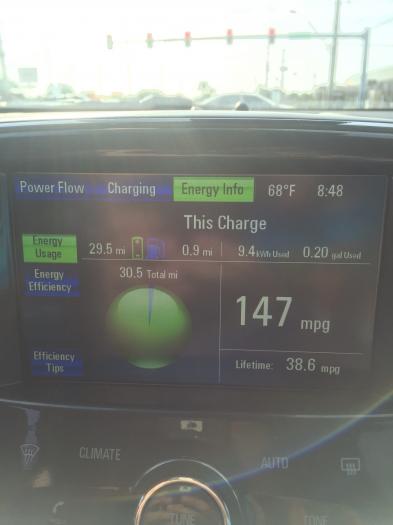 Power Flow Charging Energy Info 68°F 8:48
This Charge
Energy Usage
29.5 mi 0.9 mi 9.4 kWh Used 0.20 gal Used
30.5 Total mi
Energy Efficiency
147 mpg
Efficiency Tips
Lifetime: 38.6 mpg
CLIMATE AUTO
TUNE TONE